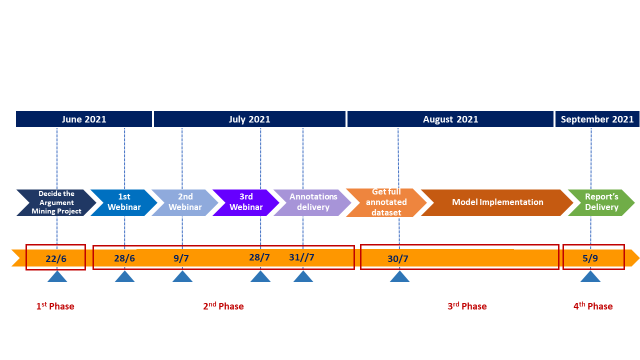 June 2021
July 2021
August 2021
September 2021
Decide the
Argument
Mining Project
1st
Webinar
2nd
Webinar
3rd
Webinar
Annotations
delivery
Get full
annotated
dataset
Model Implementation
Report's
Delivery
22/6
28/6
9/7
28/7
31//7
30/7
5/9
1st Phase
2nd Phase
3rd Phase
4th Phase